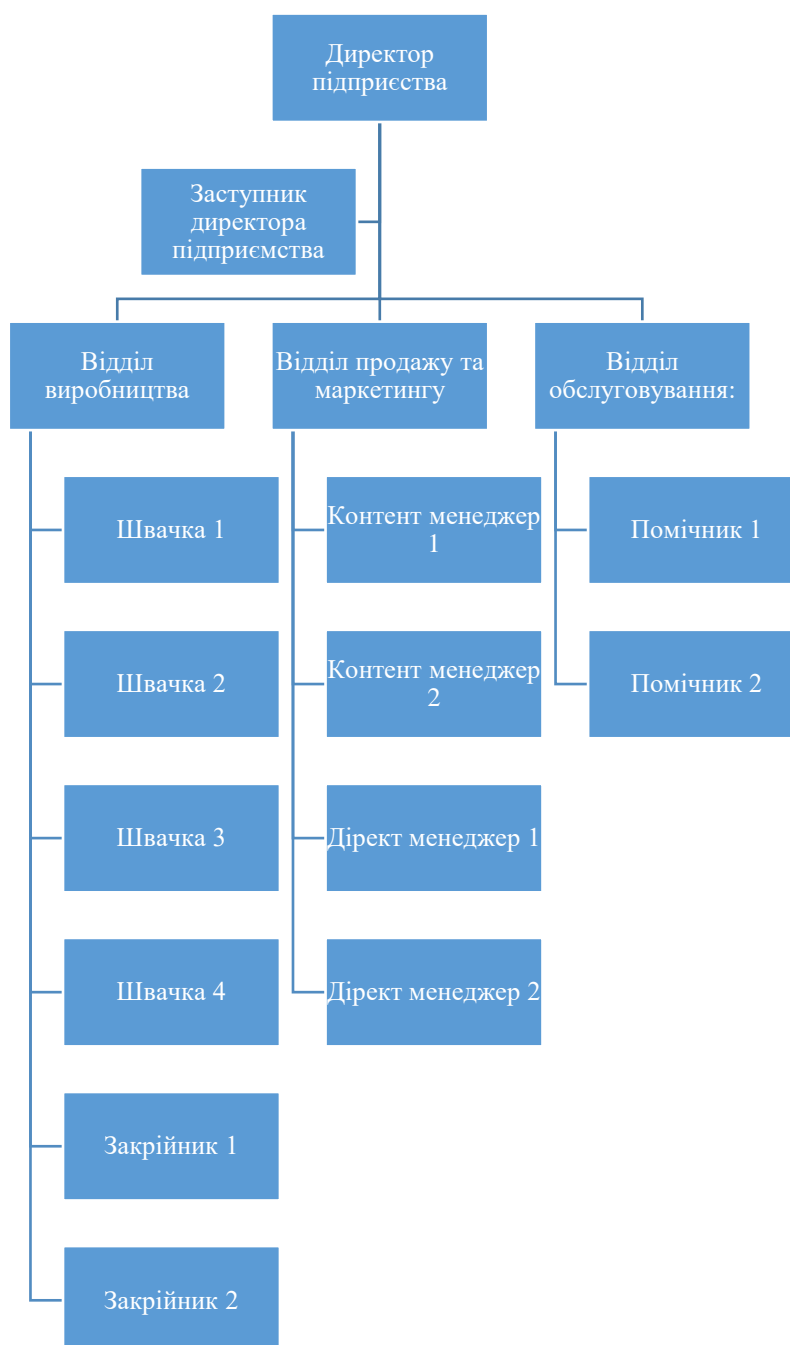 Директор
підприєства
Заступник
директора
підприємства
Відділ
виробництва
Відділ продажу та
маркетингу
Відділ
обслуговування:
Швачка 1
Контент менеджер
1
Помічник 1
Швачка 2
Контент менеджер
2
Помічник 2
Швачка 3
Дірект менеджер 1
Швачка 4
Дірект менеджер 2
Закрійник 1
Закрійник 2